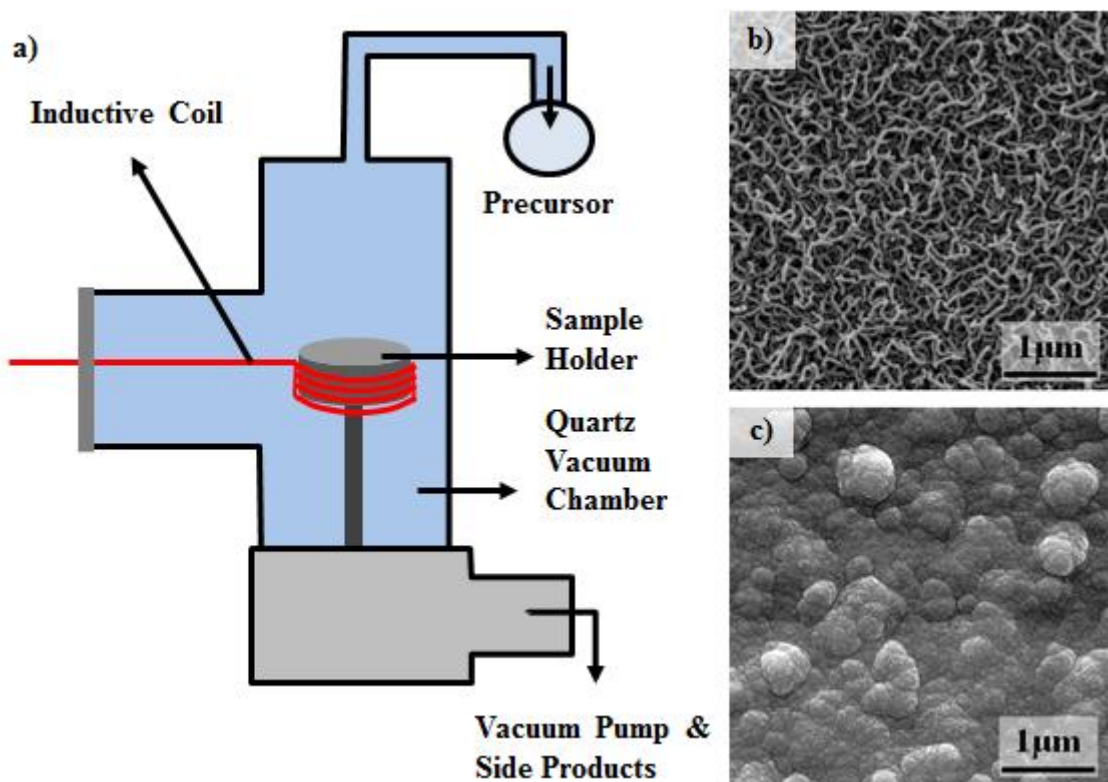 a)
Inductive Coil
Precursor
Sample
Holder
Quartz
Vacuum
Chamber
Vacuum Pump &
Side Products
b)
1μm
c)
1μm